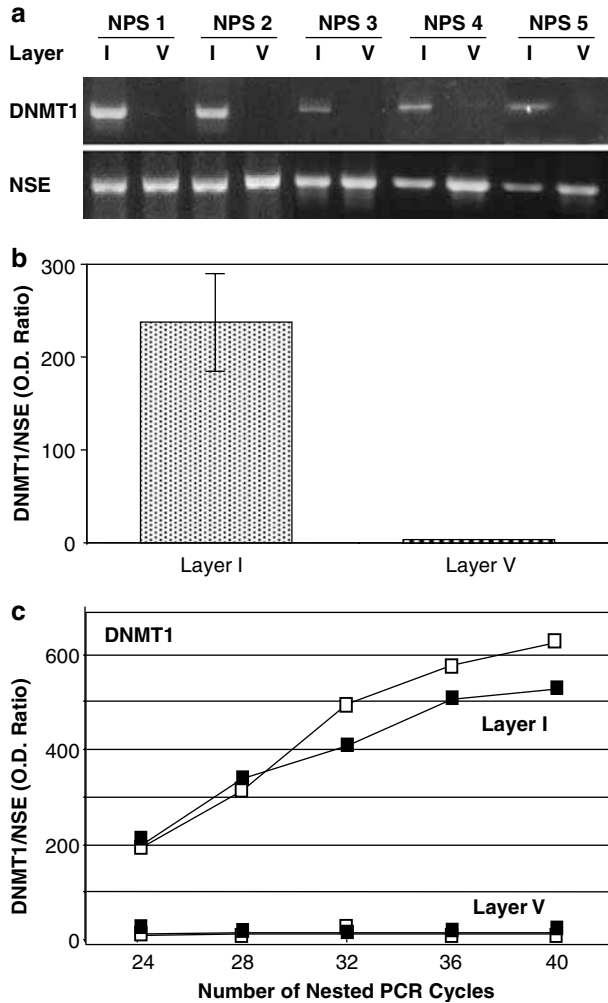 a NPS 1 NPS 2 NPS 3 NPS 4 NPS 5
Layer I V I V I V I V I V
DNMT1
NSE
b
300
200
100
0
DNMT1/NSE (O.D. Ratio)
Layer I Layer V
c
DNMT1
600
400
200
0
DNMT1/NSE (O.D. Ratio)
Layer I
Layer V
24 28 32 36 40
Number of Nested PCR Cycles